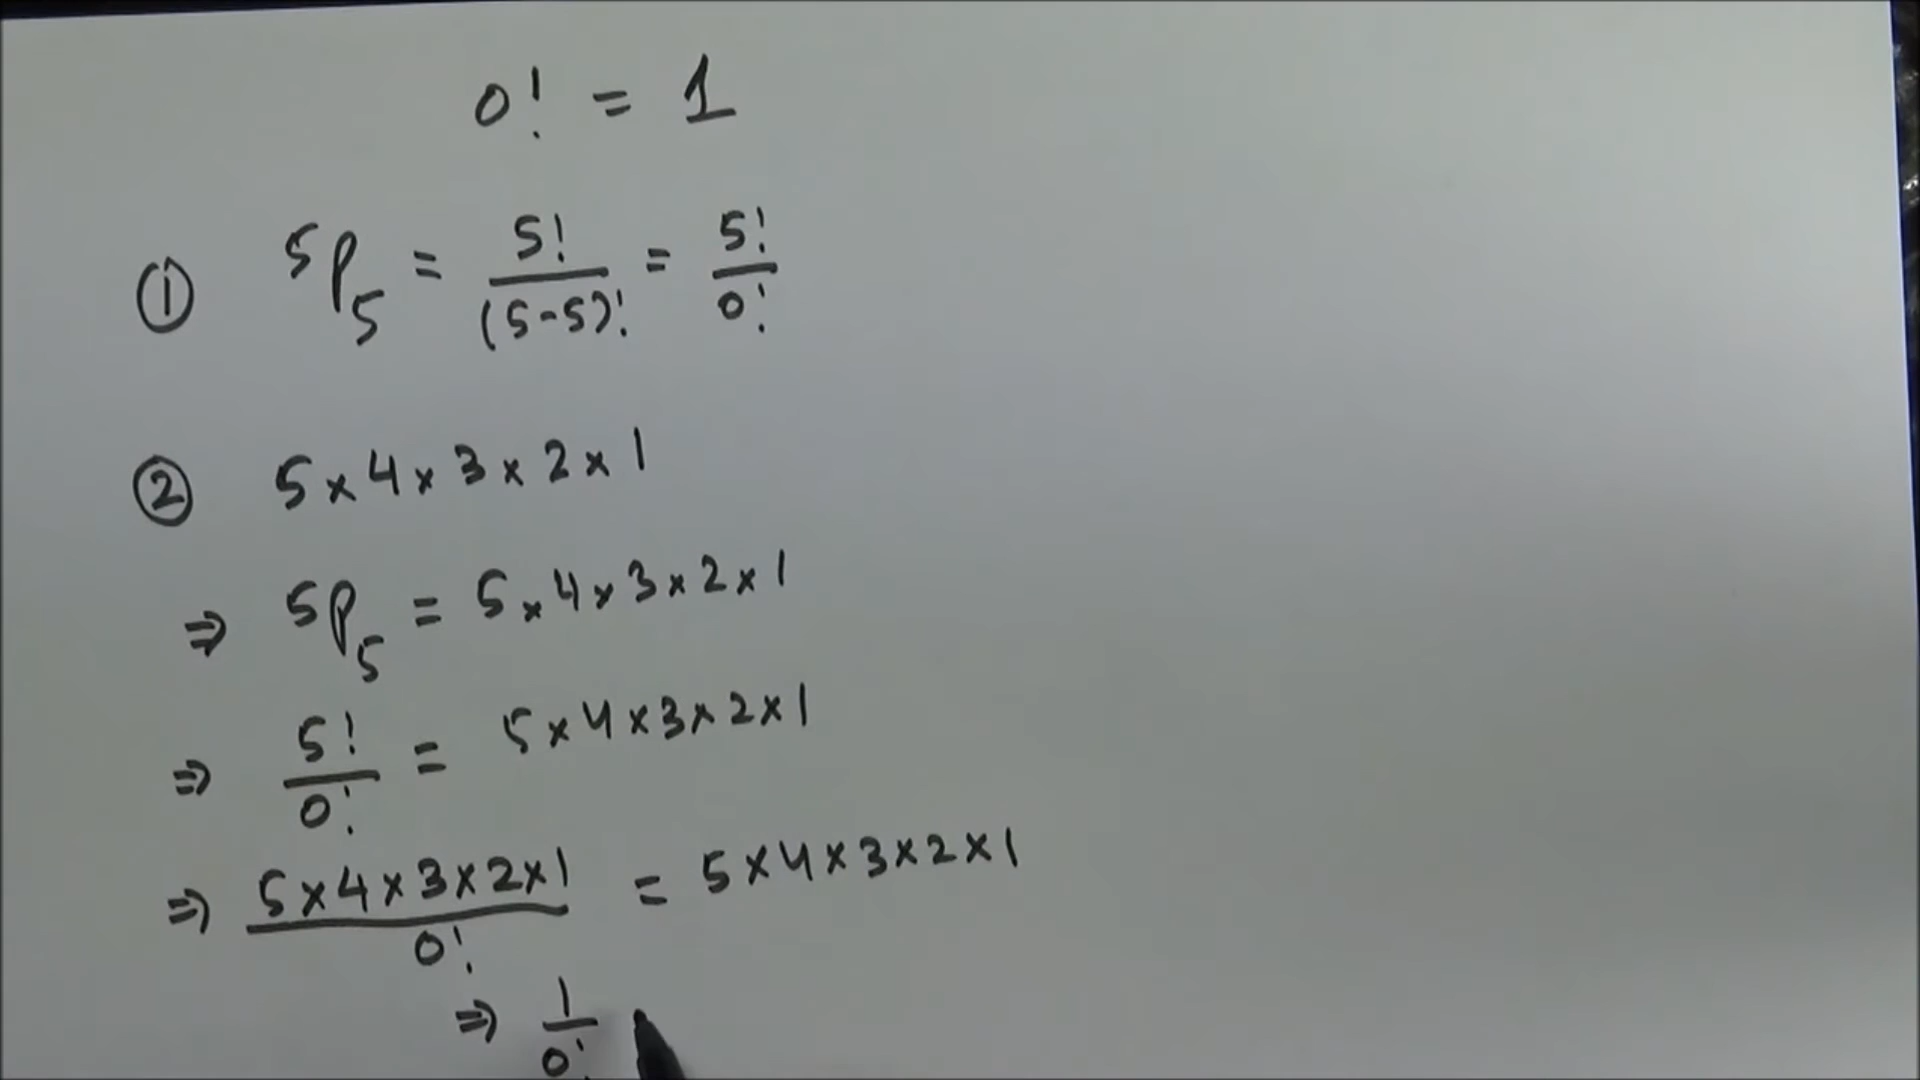 0! = 1
① ⁵P₅ = 5!/(5-5)! = 5!/0!
② 5 × 4 × 3 × 2 × 1
⇒ ⁵P₅ = 5 × 4 × 3 × 2 × 1
⇒ 5!/0! = 5 × 4 × 3 × 2 × 1
⇒ 5 × 4 × 3 × 2 × 1/0! = 5 × 4 × 3 × 2 × 1
⇒ 1/0!